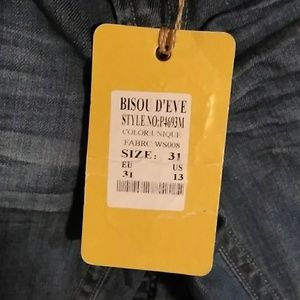 BISOU D'EVE
STYLE NO:P4693M
COLOR:UNIQUE
FABRC WS008
SIZE: 31
EU US
31 13